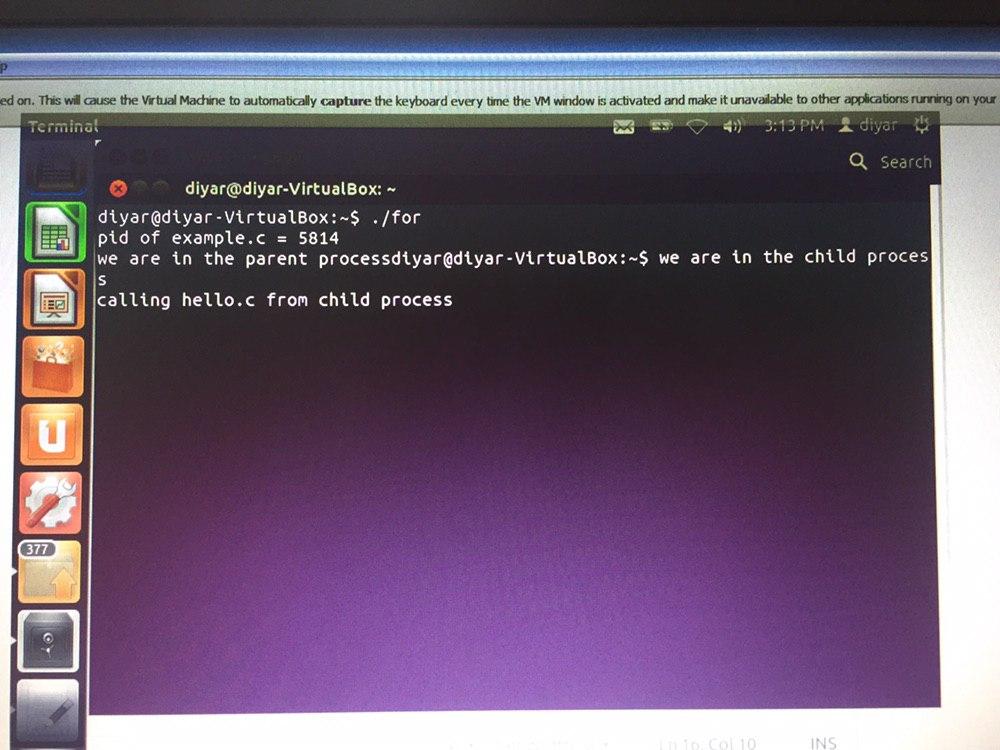 P
ed on. This will cause the Virtual Machine to automatically capture the keyboard every time the VM window is activated and make it unavailable to other applications running on your
Terminal 3:13 PM diyar
Search
diyar@diyar-VirtualBox: ~
diyar@diyar-VirtualBox:~$ ./for
pid of example.c = 5814
we are in the parent processdiyar@diyar-VirtualBox:~$ we are in the child proces
s
calling hello.c from child process
377
Ln 16, Col 10 INS